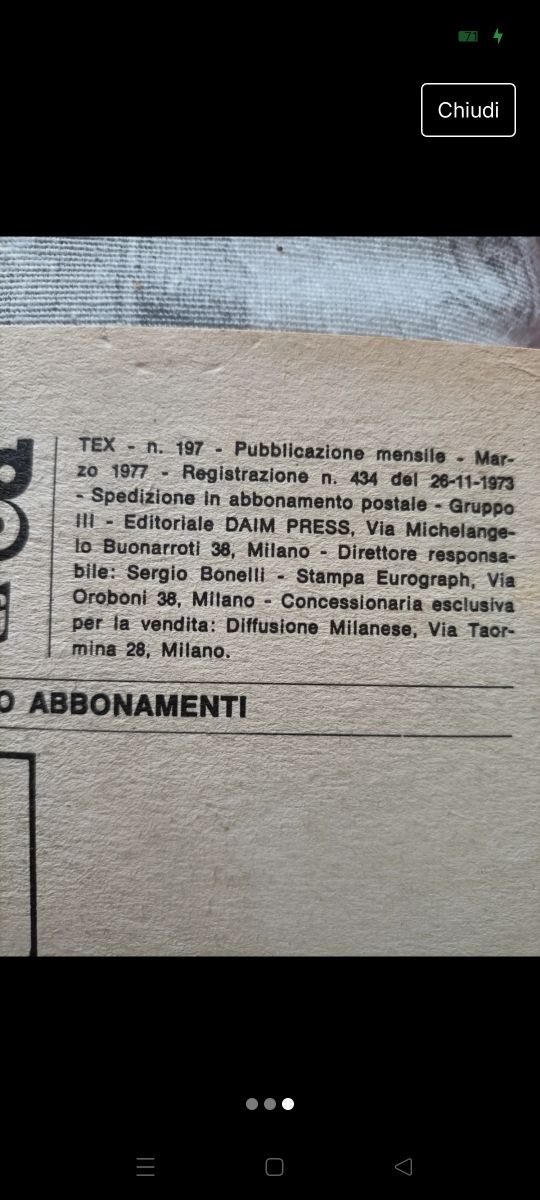 71
Chiudi
TEX - n. 197 - Pubblicazione mensile - Mar-
zo 1977 - Registrazione n. 434 del 26-11-1973
- Spedizione in abbonamento postale - Gruppo
III - Editoriale DAIM PRESS, Via Michelange-
lo Buonarroti 38, Milano - Direttore responsa-
bile: Sergio Bonelli - Stampa Eurograph, Via
Oroboni 38, Milano - Concessionaria esclusiva
per la vendita: Diffusione Milanese, Via Taor-
mina 28, Milano.
O ABBONAMENTI